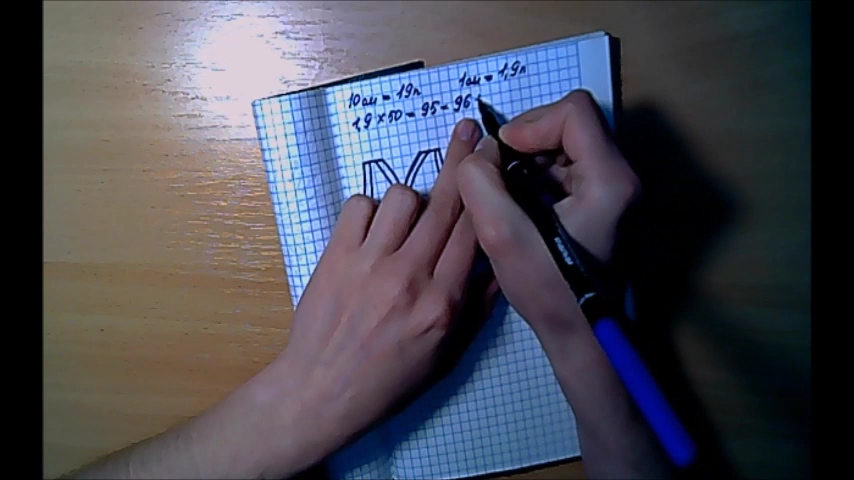 10см = 19п 1см = 1,9п
1,9 × 50 = 95 = 96